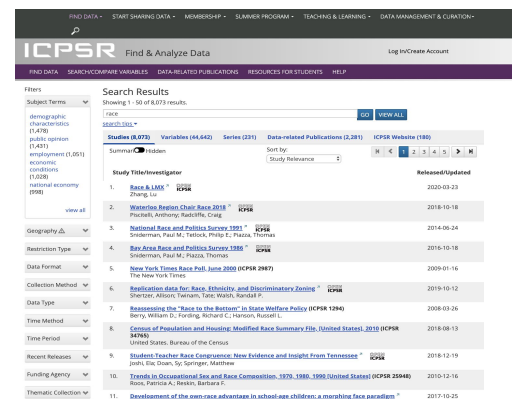 FIND DATA START SHARING DATA MEMBERSHIP SUMMER PROGRAM TEACHING & LEARNING DATA MANAGEMENT & CURATION
ICPSR Find & Analyze Data Log In/Create Account
FIND DATA SEARCH/COMPARE VARIABLES DATA-RELATED PUBLICATIONS RESOURCES FOR STUDENTS HELP
Filters
Subject Terms
demographic
characteristics
(1,478)
public opinion
(1,431)
employment (1,051)
economic
conditions
(1,028)
national economy
(998)
view all
Geography
Restriction Type
Data Format
Collection Method
Data Type
Time Method
Time Period
Recent Releases
Funding Agency
Thematic Collection
Search Results
Showing 1 - 50 of 8,073 results.
race GO VIEW ALL
search tips
Studies (8,073) Variables (44,642) Series (231) Data-related Publications (2,281) ICPSR Website (180)
Summari Hidden Sort by: 1 2 3 4 5
Study Relevance
Study Title/Investigator Released/Updated
1. Race & LMX 2020-03-23
Zhang, Lu
2. Waterloo Region Chair Race 2018 ICPSR 2018-10-18
Piscitelli, Anthony; Radcliffe, Craig
3. National Race and Politics Survey 1991 ICPSR 2014-06-24
Sniderman, Paul M.; Tetlock, Philip E.; Piazza, Thomas
4. Bay Area Race and Politics Survey 1986 ICPSR 2016-10-18
Sniderman, Paul M.; Piazza, Thomas
5. New York Times Race Poll, June 2000 (ICPSR 2987) 2009-01-16
The New York Times
6. Replication data for: Race, Ethnicity, and Discriminatory Zoning ICPSR 2019-10-12
Shertzer, Allison; Twinam, Tate; Walsh, Randall P.
7. Reassessing the "Race to the Bottom" in State Welfare Policy (ICPSR 1294) 2008-03-26
Berry, William D.; Fording, Richard C.; Hanson, Russell L.
8. Census of Population and Housing: Modified Race Summary File, [United States], 2010 (ICPSR 2018-08-13
34765)
United States. Bureau of the Census
9. Student-Teacher Race Congruence: New Evidence and Insight From Tennessee ICPSR 2018-12-19
Joshi, Ela; Doan, Sy; Springer, Matthew
10. Trends in Occupational Sex and Race Composition, 1970, 1980, 1990 [United States] (ICPSR 25948) 2010-12-16
Roos, Patricia A.; Reskin, Barbara F.
11. Development of the own-race advantage in school-age children: a morphing face paradigm 2017-10-25